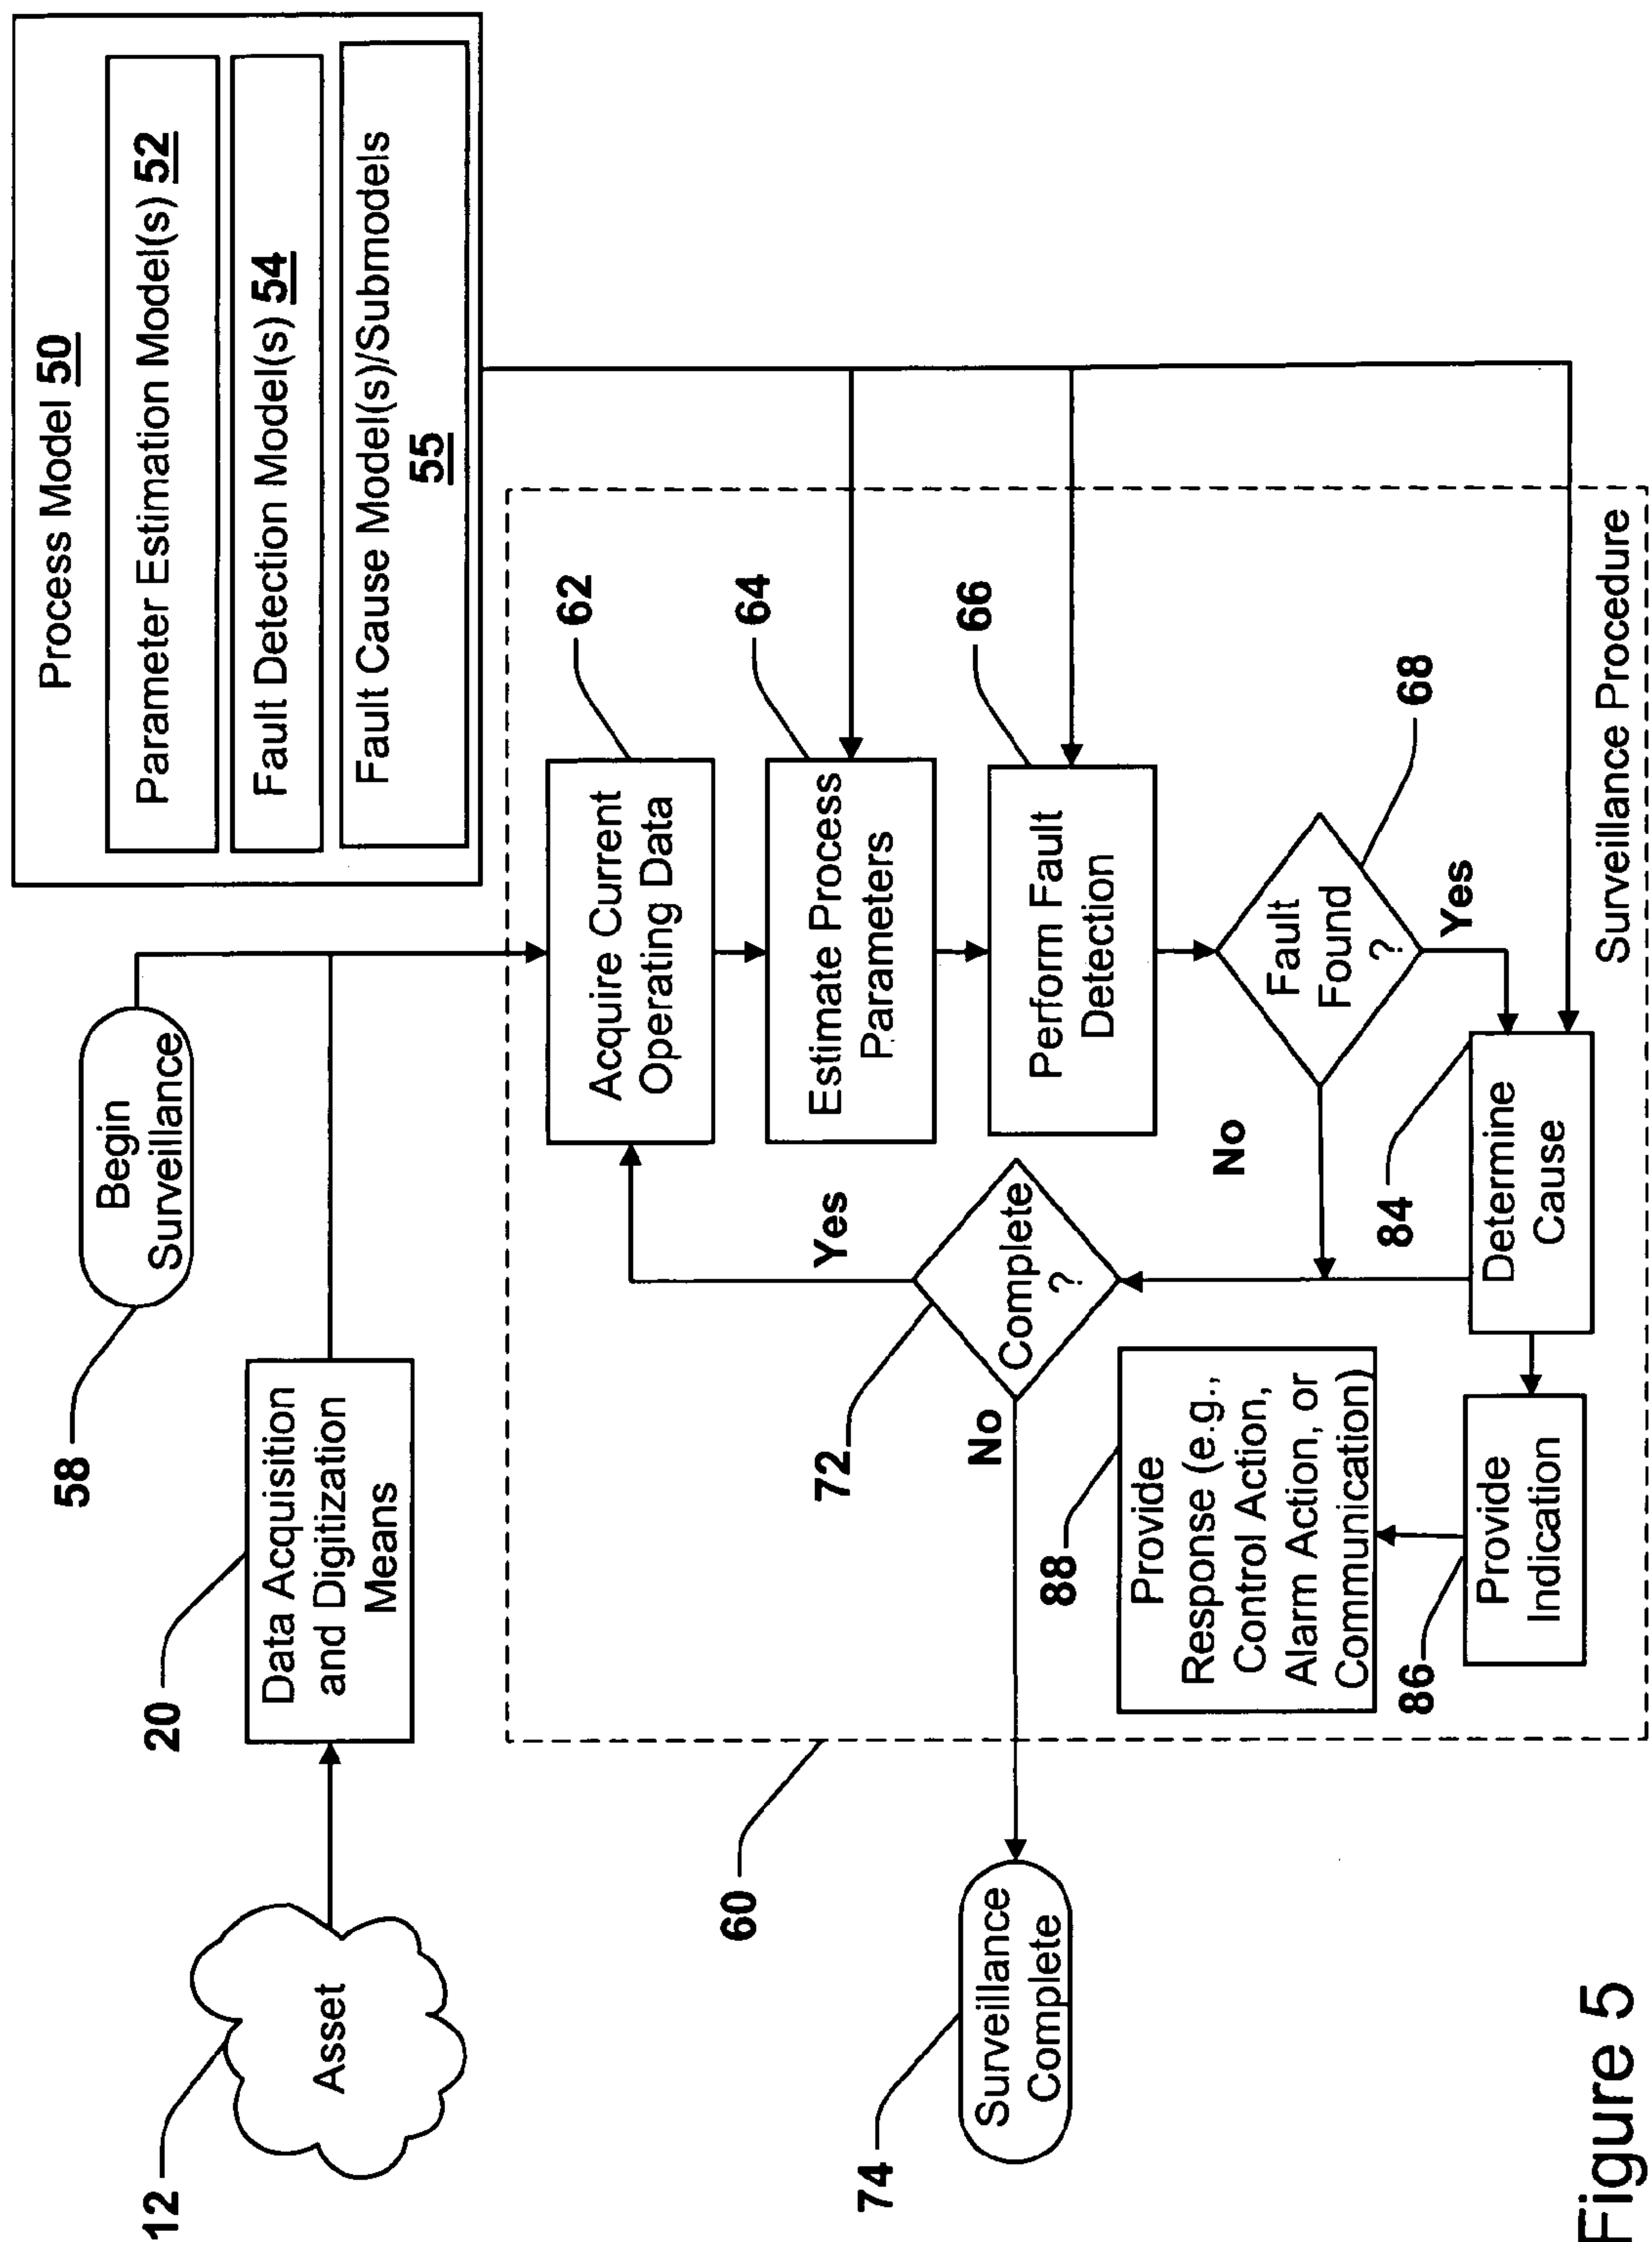 Process Model 50
Parameter Estimation Model(s) 52
Fault Detection Model(s) 54
Fault Cause Model(s)/Submodels
55
Begin
Surveillance
58
Data Acquisition
and Digitization
Means
20
Asset
12
Acquire Current
Operating Data
62
Estimate Process
Parameters
64
Perform Fault
Detection
66
Fault
Found
?
68
Yes
No
Determine
Cause
84
Complete
?
72
Yes
No
Provide
Indication
86
Provide
Response (e.g.,
Control Action,
Alarm Action, or
Communication)
88
Surveillance Procedure
60
Surveillance
Complete
74
Figure 5